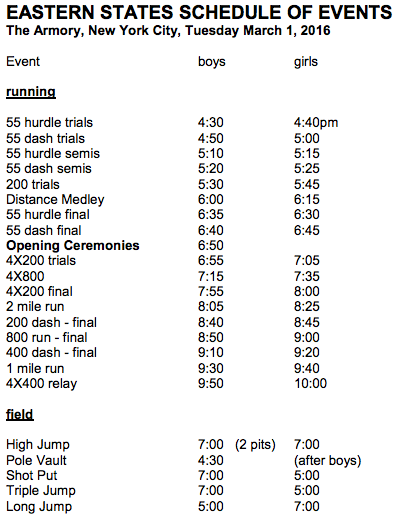 EASTERN STATES SCHEDULE OF EVENTS
The Armory, New York City, Tuesday March 1, 2016
Event boys girls
running
55 hurdle trials 4:30 4:40pm
55 dash trials 4:50 5:00
55 hurdle semis 5:10 5:15
55 dash semis 5:20 5:25
200 trials 5:30 5:45
Distance Medley 6:00 6:15
55 hurdle final 6:35 6:30
55 dash final 6:40 6:45
Opening Ceremonies 6:50
4X200 trials 6:55 7:05
4X800 7:15 7:35
4X200 final 7:55 8:00
2 mile run 8:05 8:25
200 dash - final 8:40 8:45
800 run - final 8:50 9:00
400 dash - final 9:10 9:20
1 mile run 9:30 9:40
4X400 relay 9:50 10:00
field
High Jump 7:00 (2 pits) 7:00
Pole Vault 4:30 (after boys)
Shot Put 7:00 5:00
Triple Jump 7:00 5:00
Long Jump 5:00 7:00